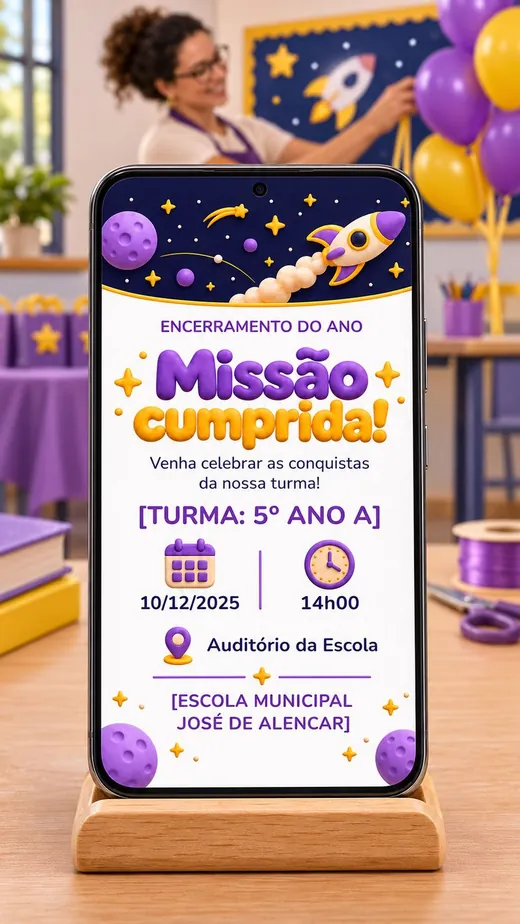 ENCERRAMENTO DO ANO
Missão
cumprida!
Venha celebrar as conquistas
da nossa turma!
[TURMA: 5º ANO A]
10/12/2025
14h00
Auditório da Escola
[ESCOLA MUNICIPAL
JOSÉ DE ALENCAR]